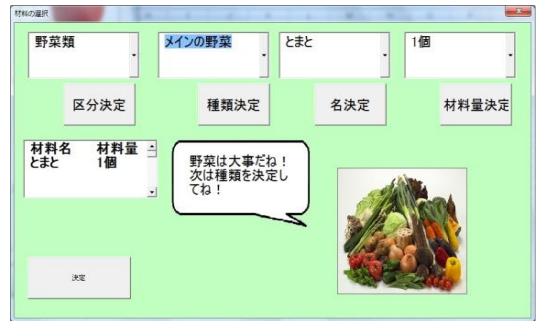 材料の選択
野菜類 メインの野菜 とまと 1個
区分決定 種類決定 名決定 材料量決定
材料名 材料量
とまと 1個
野菜は大事だね！
次は種類を決定し
てね！
決定